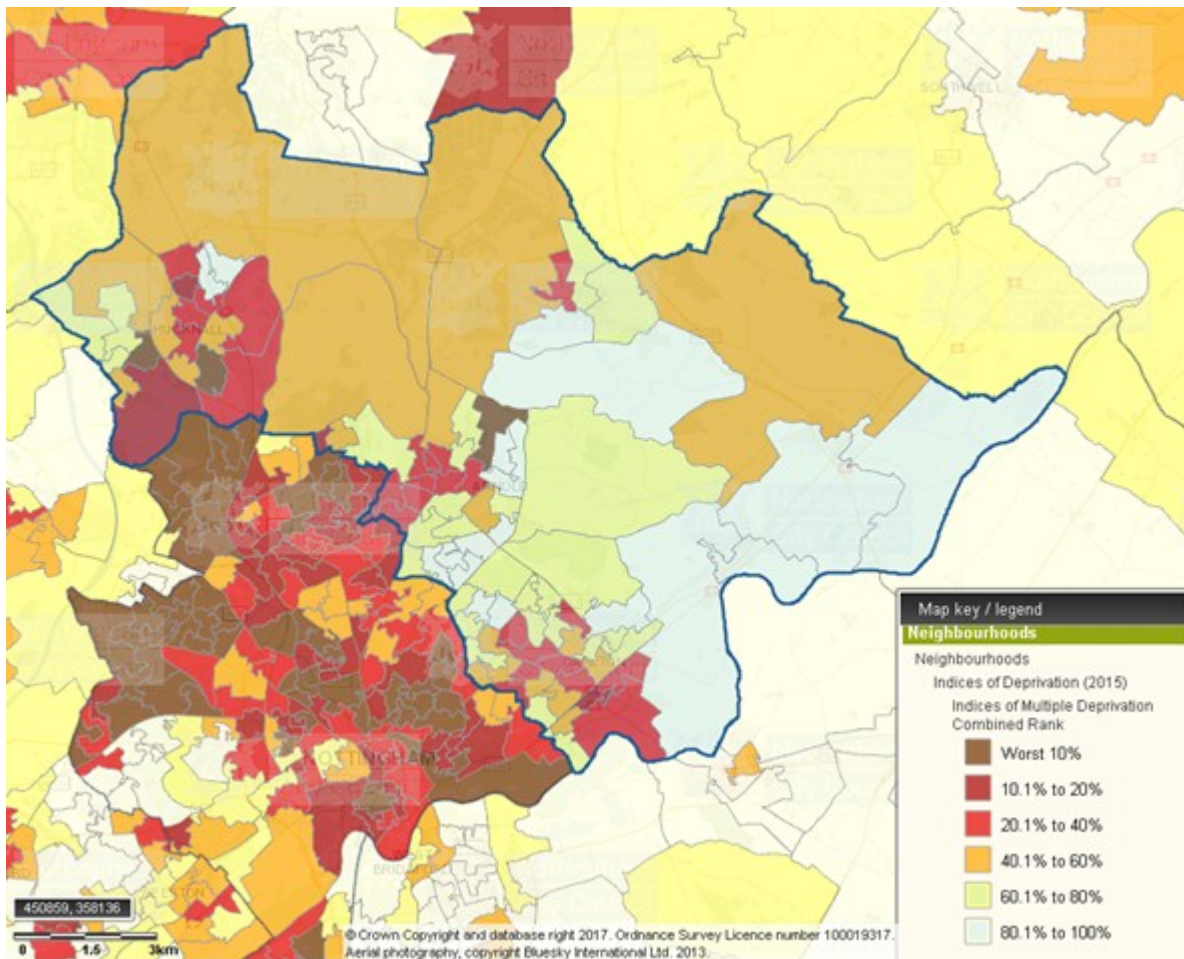 SOUTHWELL
HUCKNALL
NOTTINGHAM
BEESTON
Map key / legend
Neighbourhoods
Neighbourhoods
Indices of Deprivation (2015)
Indices of Multiple Deprivation
Combined Rank
Worst 10%
10.1% to 20%
20.1% to 40%
40.1% to 60%
60.1% to 80%
80.1% to 100%
450859, 358136
0 1.5 3km
© Crown Copyright and database right 2017. Ordnance Survey Licence number 100019317.
Aerial photography, copyright Bluesky International Ltd. 2013.